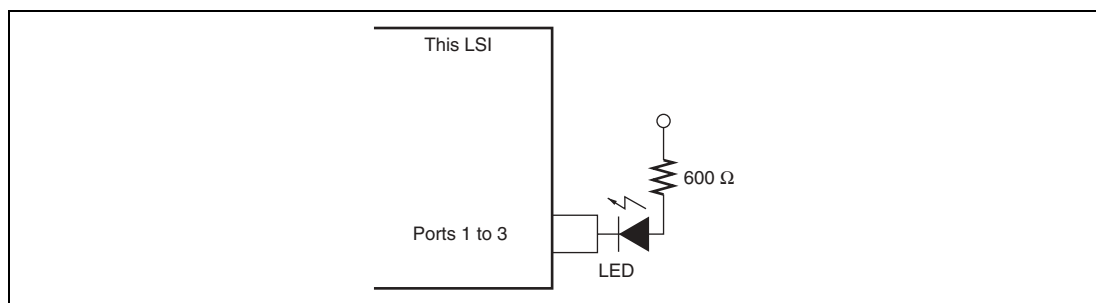 This LSI
600 Ω
Ports 1 to 3
LED